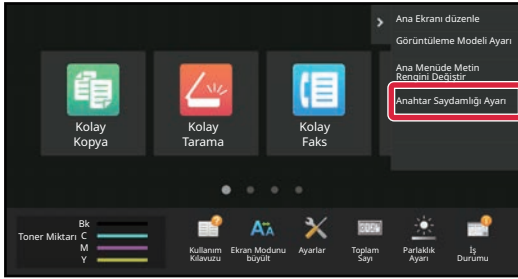 Ana Ekranı düzenle
Görüntüleme Modeli Ayarı
Ana Menüde Metin
Rengini Değiştir
Anahtar Saydamlığı Ayarı
Kolay
Kopya
Kolay
Tarama
Kolay
Faks
Toner Miktarı
Bk
C
M
Y
Kullanım
Kılavuzu
Ekran Modunu
büyült
Ayarlar
Toplam
Sayı
Parlaklık
Ayarı
İş
Durumu